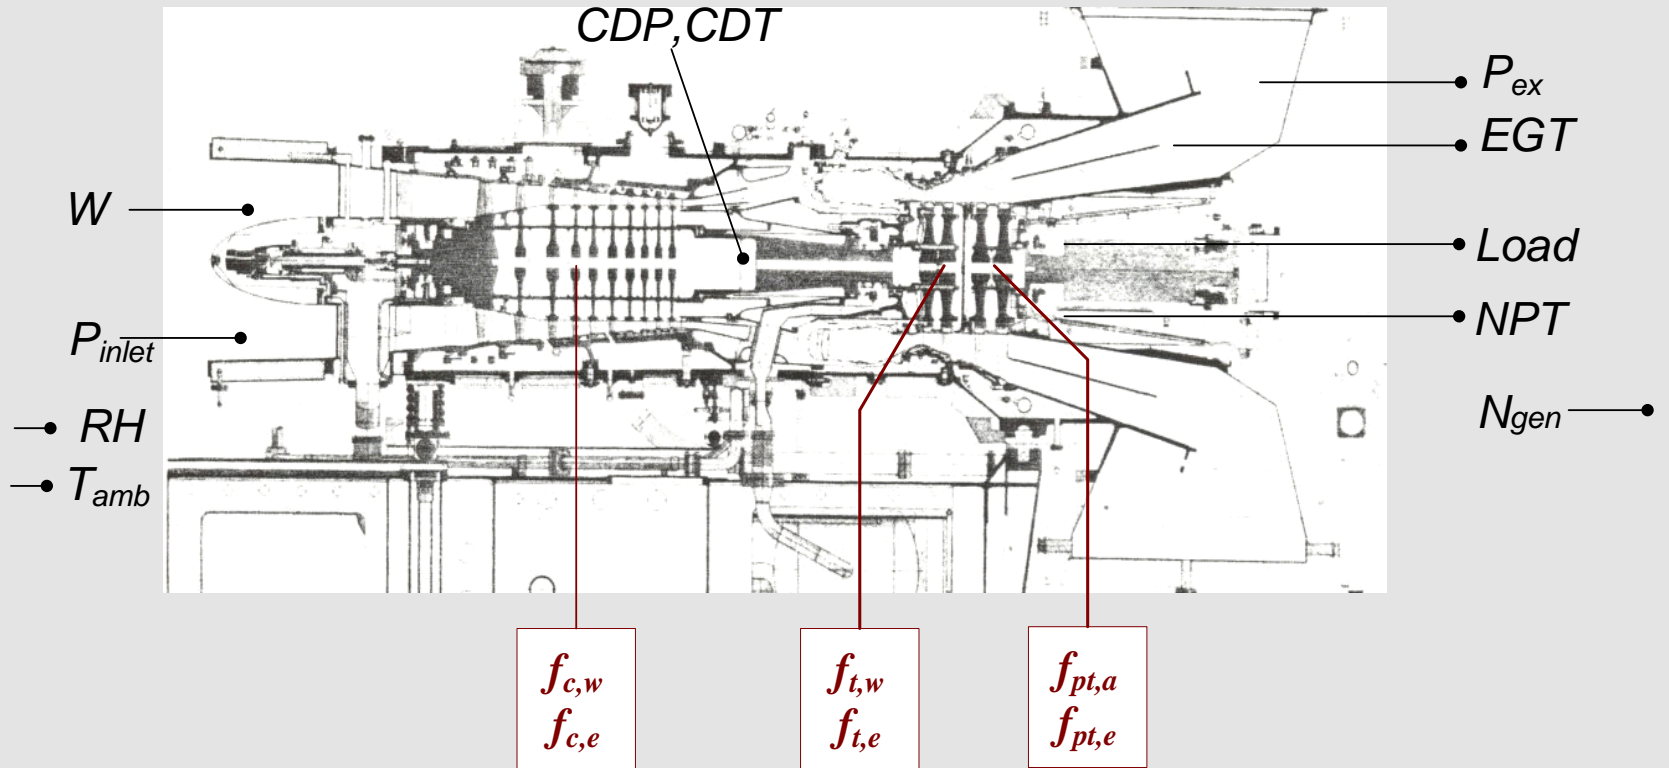 CDP,CDT
P_ex
EGT
W
Load
P_inlet
NPT
RH
N_gen
T_amb
f_c,w
f_c,e
f_t,w
f_t,e
f_pt,a
f_pt,e